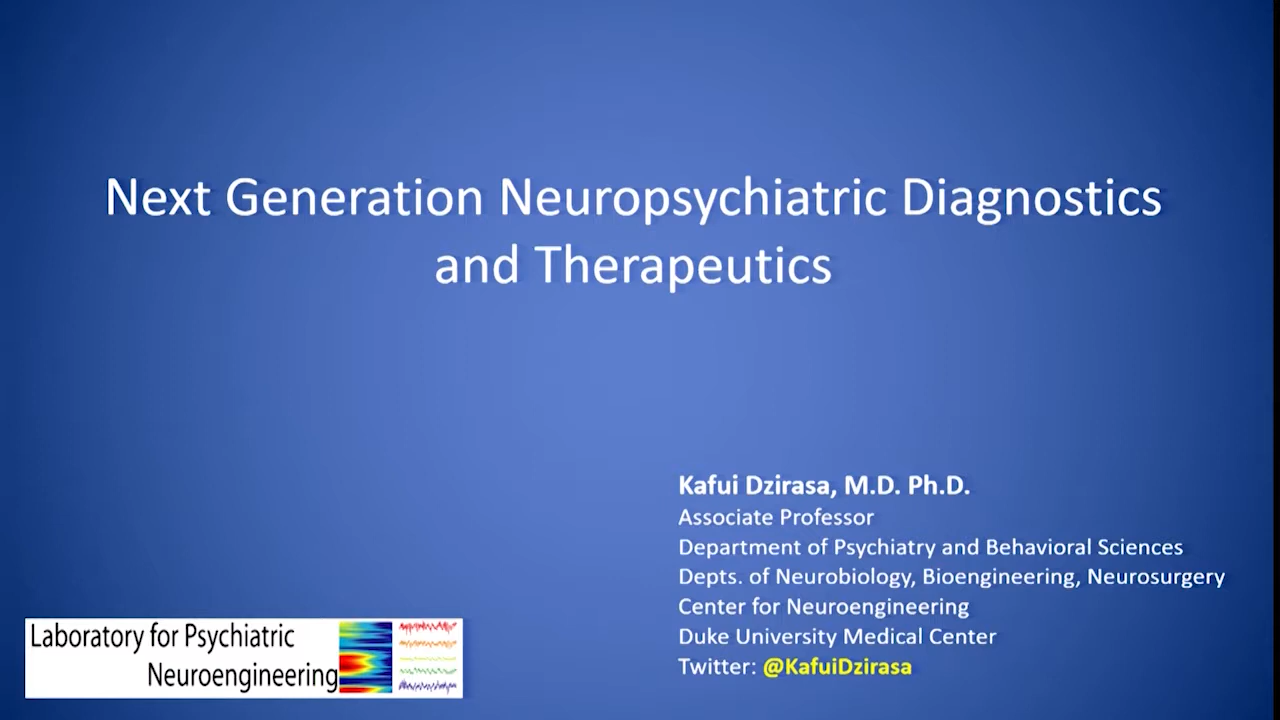 Next Generation Neuropsychiatric Diagnostics
and Therapeutics
Kafui Dzirasa, M.D. Ph.D.
Associate Professor
Department of Psychiatry and Behavioral Sciences
Depts. of Neurobiology, Bioengineering, Neurosurgery
Center for Neuroengineering
Duke University Medical Center
Twitter: @KafuiDzirasa
Laboratory for Psychiatric
Neuroengineering